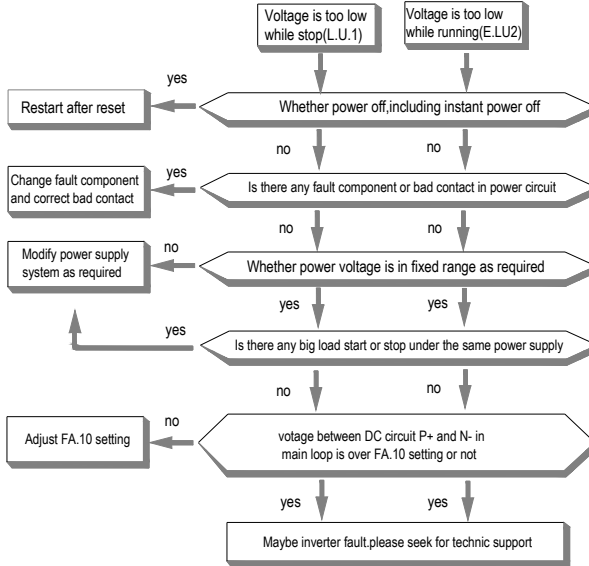 Voltage is too low
while stop(L.U.1)
Voltage is too low
while running(E.LU2)
yes
Restart after reset
Whether power off,including instant power off
no
no
yes
Change fault component
and correct bad contact
Is there any fault component or bad contact in power circuit
no
no
no
Modify power supply
system as required
Whether power voltage is in fixed range as required
yes
yes
yes
Is there any big load start or stop under the same power supply
no
no
no
Adjust FA.10 setting
votage between DC circuit P+ and N- in
main loop is over FA.10 setting or not
yes
yes
Maybe inverter fault.please seek for technic support